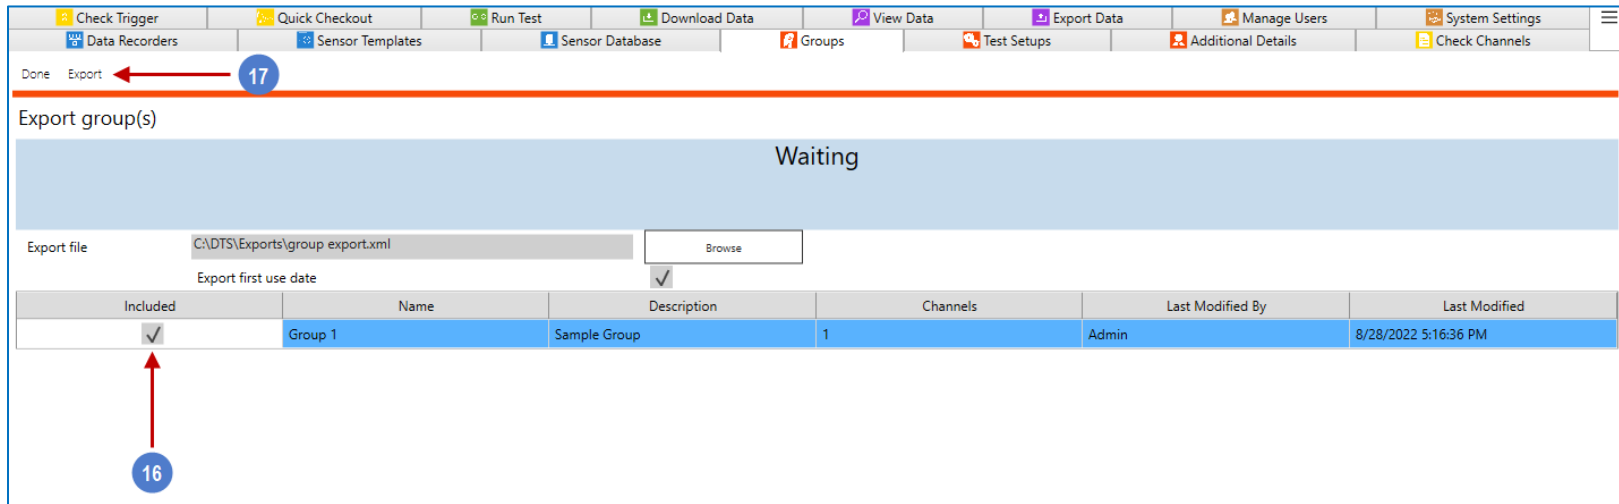 Check Trigger Quick Checkout Run Test Download Data View Data Export Data Manage Users System Settings
Data Recorders Sensor Templates Sensor Database Groups Test Setups Additional Details Check Channels
Done Export 17
Export group(s)
Waiting
Export file C:\DTS\Exports\group export.xml Browse
Export first use date
Included Name Description Channels Last Modified By Last Modified
Group 1 Sample Group 1 Admin 8/28/2022 5:16:36 PM
16